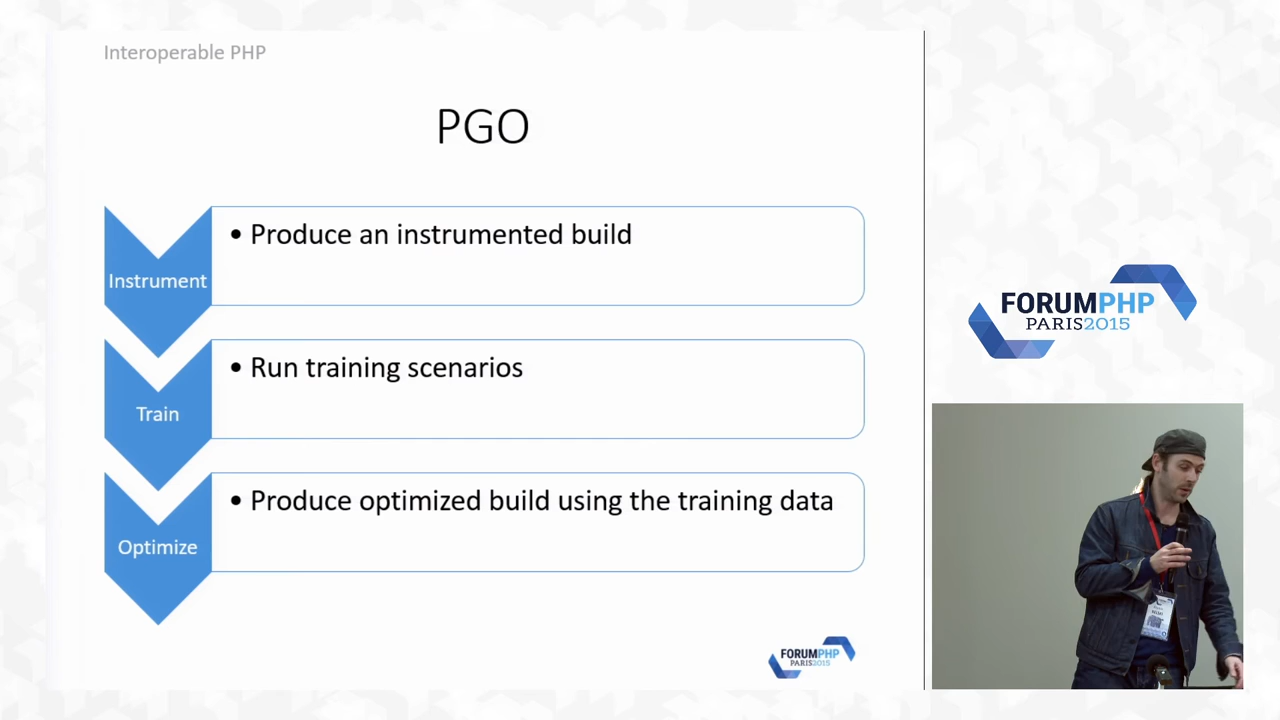 Interoperable PHP
PGO
Instrument
• Produce an instrumented build
Train
• Run training scenarios
Optimize
• Produce optimized build using the training data
FORUMPHP
PARIS2015
FORUMPHP
PARIS2015